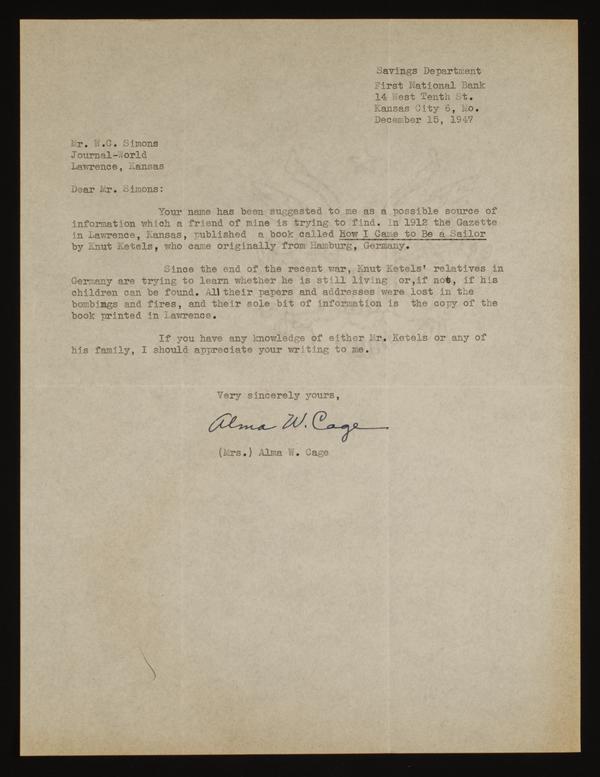 Savings Department
First National Bank
14 West Tenth St.
Kansas City 6, Mo.
December 15, 1947
Mr. W.C. Simons
Journal-World
Lawrence, Kansas
Dear Mr. Simons:
Your name has been suggested to me as a possible source of
information which a friend of mine is trying to find. In 1912 the Gazette
in Lawrence, Kansas, published a book called How I Came to Be a Sailor
by Knut Ketels, who came originally from Hamburg, Germany.
Since the end of the recent war, Knut Ketels' relatives in
Germany are trying to learn whether he is still living or,if not, if his
children can be found. All their papers and addresses were lost in the
bombings and fires, and their sole bit of information is the copy of the
book printed in Lawrence.
If you have any knowledge of either Mr. Ketels or any of
his family, I should appreciate your writing to me.
Very sincerely yours,
Alma W. Cage
(Mrs.) Alma W. Cage